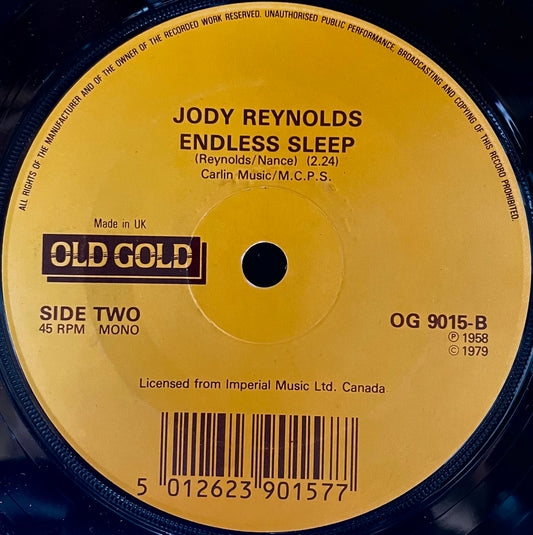 ALL RIGHTS OF THE MANUFACTURER AND OF THE OWNER OF THE RECORDED WORK RESERVED. UNAUTHORISED PUBLIC PERFORMANCE, BROADCASTING AND COPYING OF THIS RECORD PROHIBITED.
JODY REYNOLDS
ENDLESS SLEEP
(Reynolds/Nance) (2.24)
Carlin Music/M.C.P.S.
Made in UK
OLD GOLD
SIDE TWO
45 RPM MONO
OG 9015-B
Ⓟ 1958
© 1979
Licensed from Imperial Music Ltd. Canada
5 012623 901577